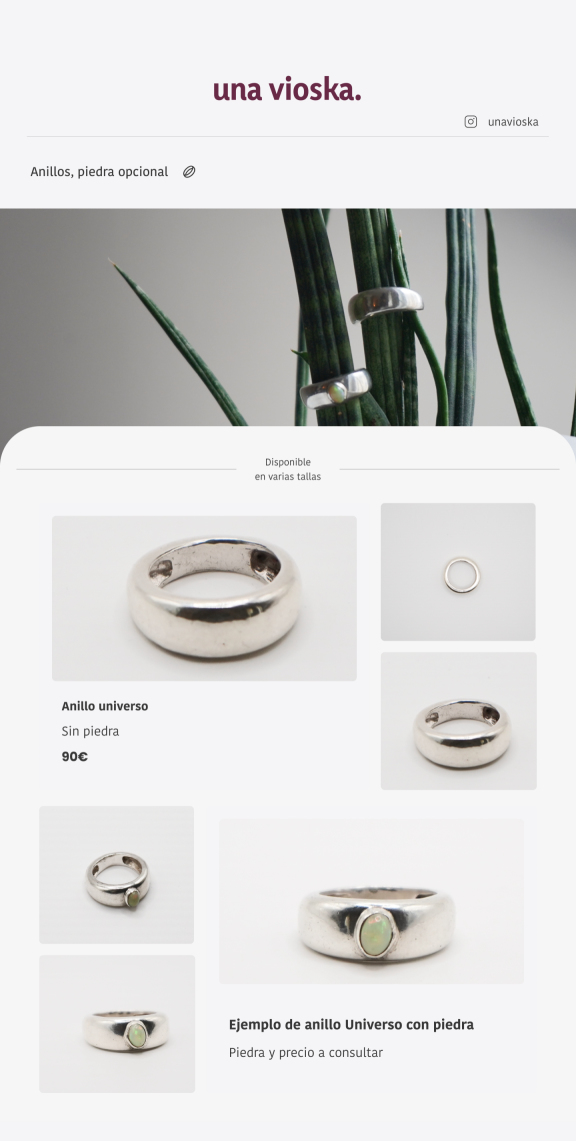 una vioska.
unavioska
Anillos, piedra opcional
Disponible
en varias tallas
Anillo universo
Sin piedra
90€
Ejemplo de anillo Universo con piedra
Piedra y precio a consultar